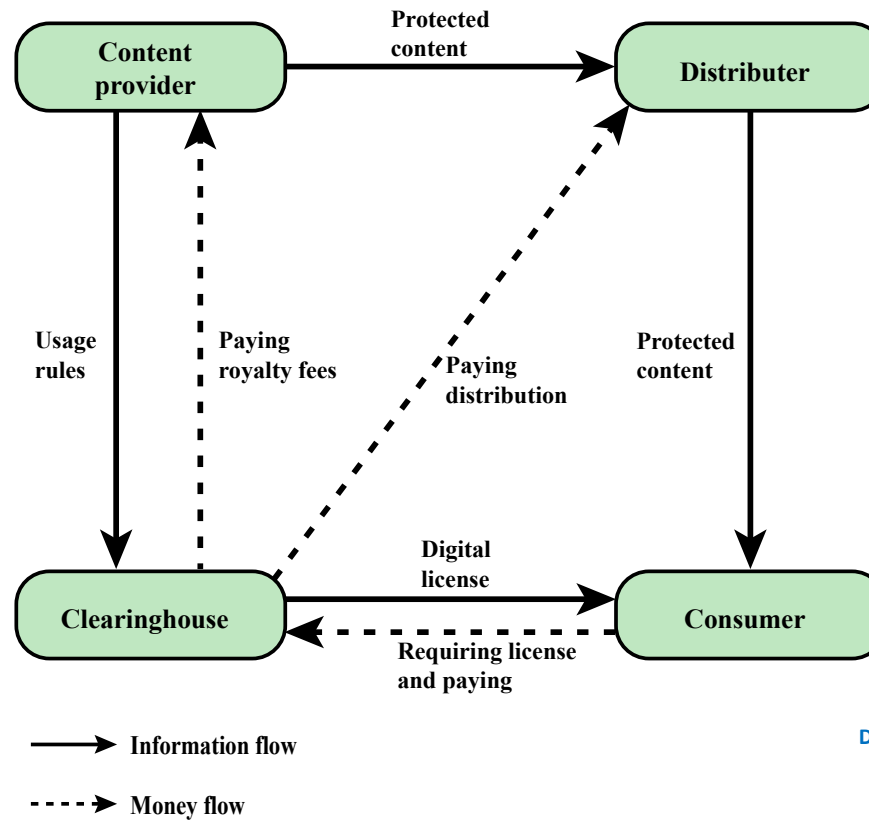 Protected
content
Content
provider
Distributer
Usage
rules
Paying
royalty fees
Paying
distribution
Protected
content
Digital
license
Clearinghouse
Consumer
Requiring license
and paying
Information flow
D
Money flow